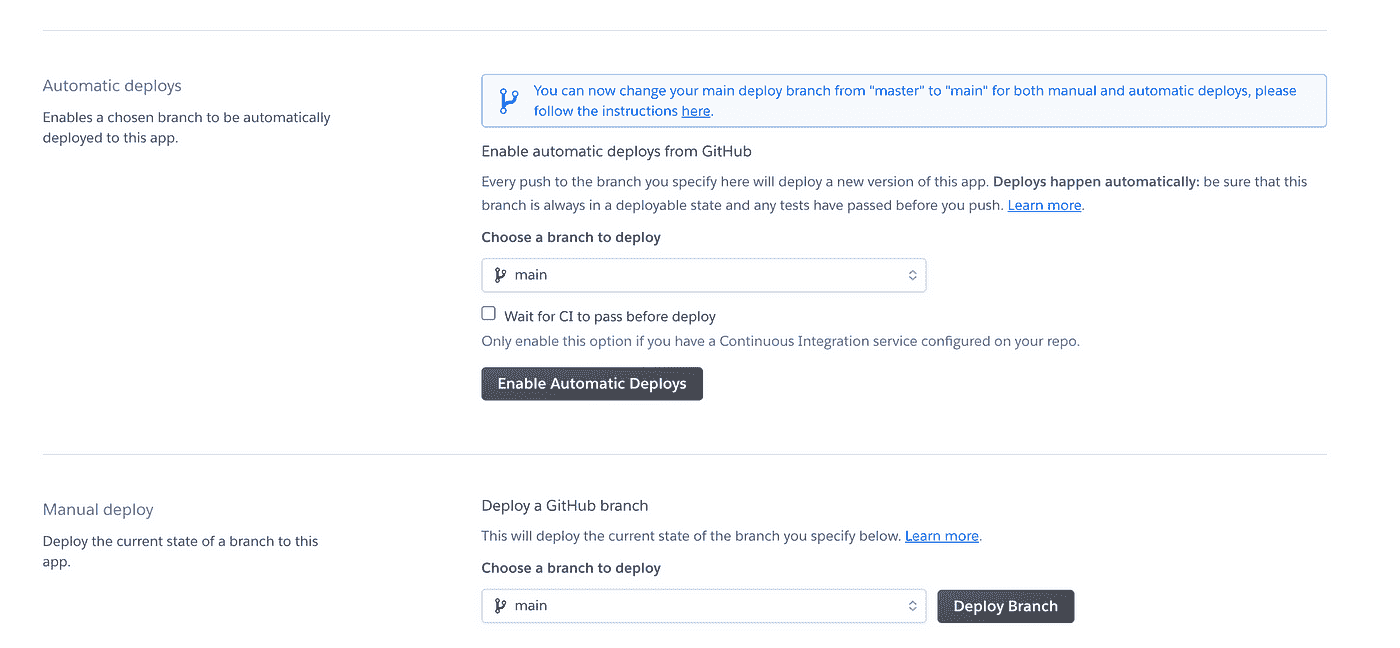 Automatic deploys
Enables a chosen branch to be automatically
deployed to this app.
You can now change your main deploy branch from "master" to "main" for both manual and automatic deploys, please
follow the instructions here.
Enable automatic deploys from GitHub
Every push to the branch you specify here will deploy a new version of this app. Deploys happen automatically: be sure that this
branch is always in a deployable state and any tests have passed before you push. Learn more.
Choose a branch to deploy
main
Wait for CI to pass before deploy
Only enable this option if you have a Continuous Integration service configured on your repo.
Enable Automatic Deploys
Manual deploy
Deploy the current state of a branch to this
app.
Deploy a GitHub branch
This will deploy the current state of the branch you specify below. Learn more.
Choose a branch to deploy
main
Deploy Branch